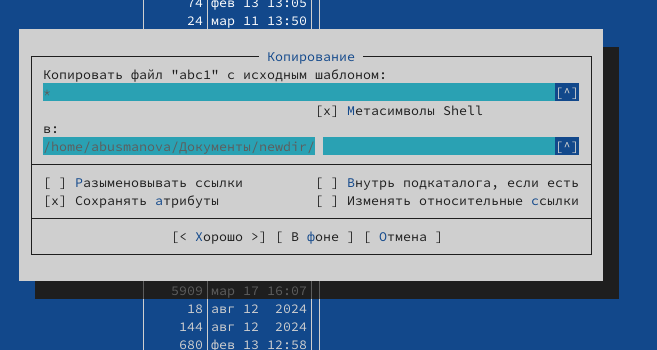 74 фев 13 13:05
24 мар 11 13:50
Копирование
Копировать файл "abc1" с исходным шаблоном:
* [^]
[x] Метасимволы Shell
в:
/home/abusmanova/Документы/newdir/ [^]
[ ] Разыменовывать ссылки [ ] Внутрь подкаталога, если есть
[x] Сохранять атрибуты [ ] Изменять относительные ссылки
[< Хорошо >] [ В фоне ] [ Отмена ]
5909 мар 17 16:07
18 авг 12 2024
144 авг 12 2024
680 фев 13 12:58